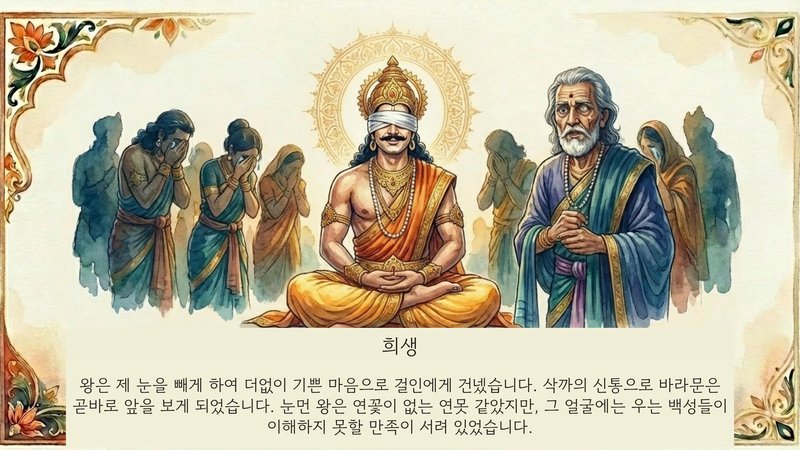 희생
왕은 제 눈을 빼게 하여 더없이 기쁜 마음으로 걸인에게 건넸습니다. 삭까의 신통으로 바라문은
곧바로 앞을 보게 되었습니다. 눈먼 왕은 연꽃이 없는 연못 같았지만, 그 얼굴에는 우는 백성들이
이해하지 못할 만족이 서려 있었습니다.